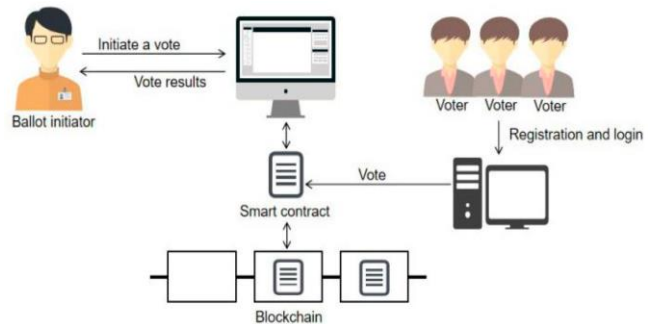 Initiate a vote
Vote results
Ballot initiator
Voter Voter Voter
Registration and login
Vote
Smart contract
Blockchain